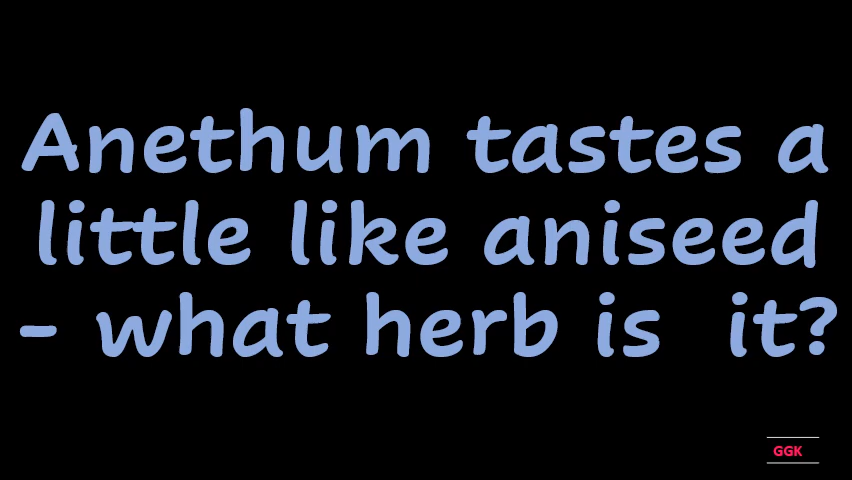 Anethum tastes a
little like aniseed
- what herb is  it?
GGK